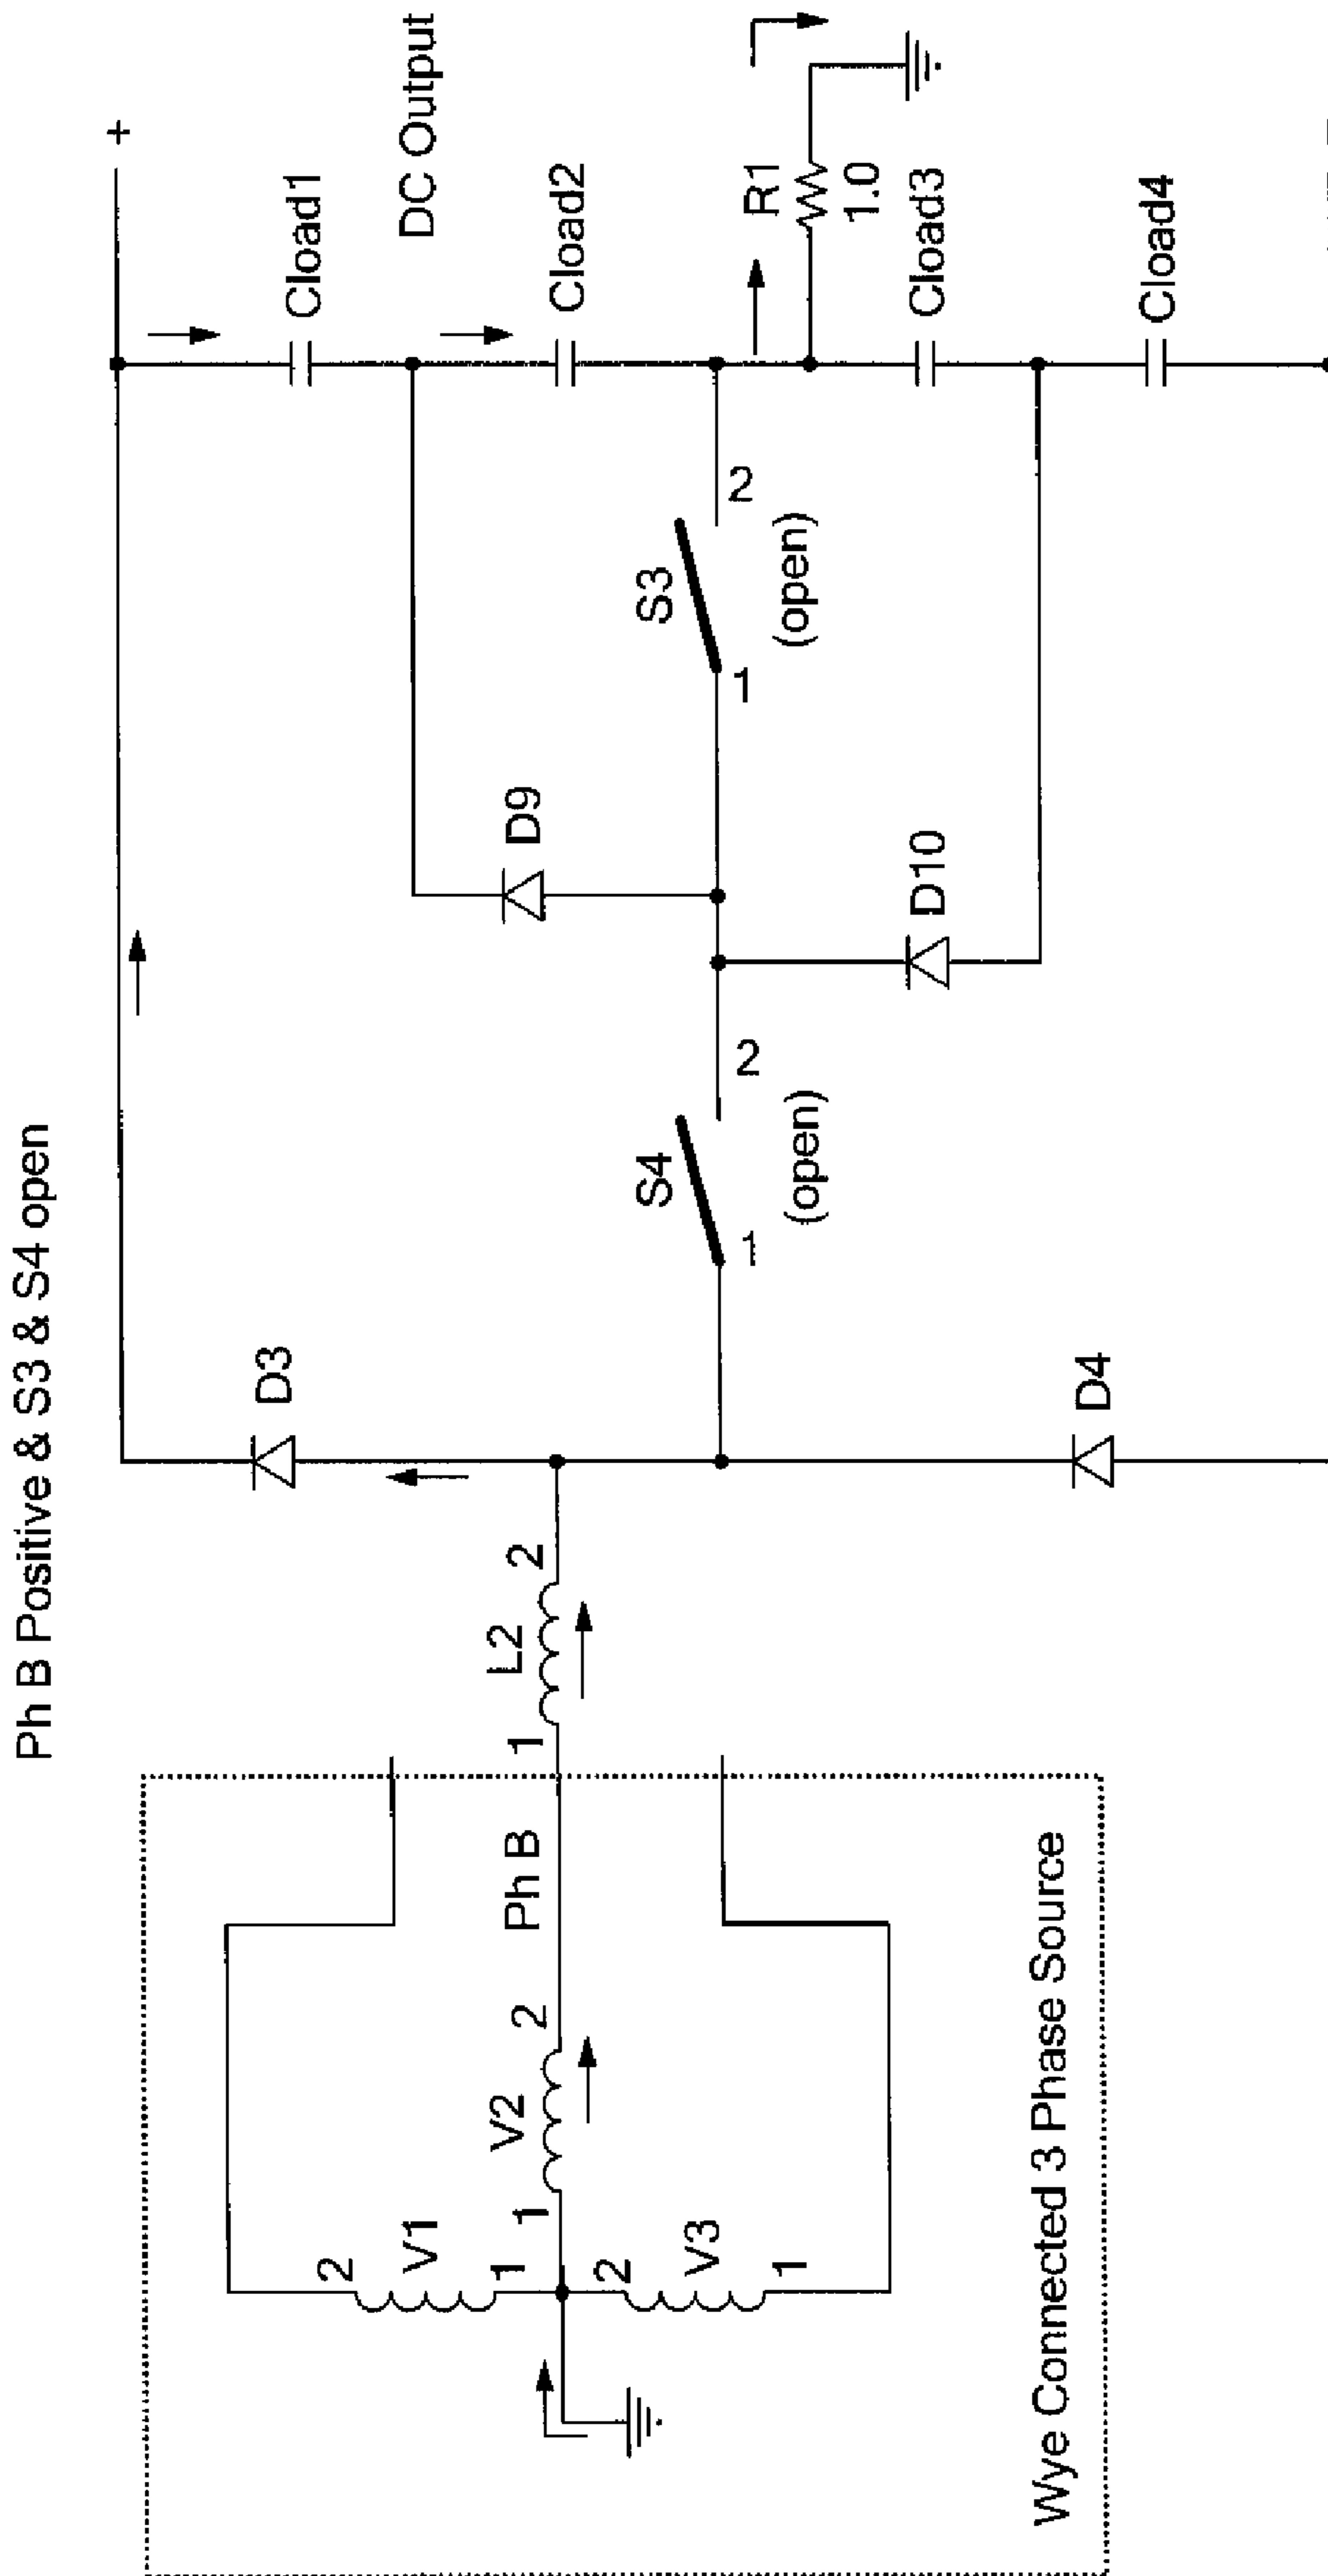 Ph B Positive & S3 & S4 open
+
DC Output
Cload1
Cload2
R1
1.0
Cload3
Cload4
D3
D9
S4
1
2
(open)
S3
1
2
(open)
D10
D4
L2
1
2
Ph B
V1
2
1
V2
1
2
V3
2
1
Wye Connected 3 Phase Source